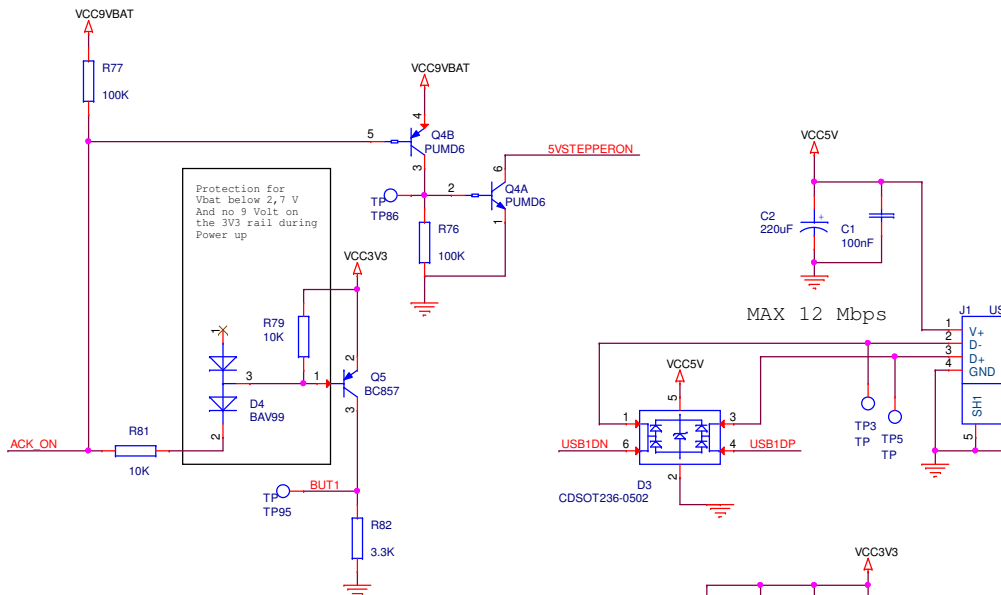 VCC9VBAT
R77
100K
VCC9VBAT
4
5
Q4B
PUMD6
3
5VSTEPPERON
6
2
Q4A
PUMD6
1
TP
TP86
R76
100K
Protection for
Vbat below 2,7 V
And no 9 Volt on
the 3V3 rail during
Power up
VCC3V3
R79
10K
1
3
D4
BAV99
2
1
2
Q5
BC857
3
ACK_ON
R81
10K
TP
TP95
BUT1
R82
3.3K
VCC5V
C2
220uF
+
C1
100nF
MAX 12 Mbps
J1
US
1
V+
2
D-
3
D+
4
GND
SH1
5
VCC5V
5
1
3
6
4
USB1DN
USB1DP
2
D3
CDSOT236-0502
TP3
TP
TP5
TP
VCC3V3